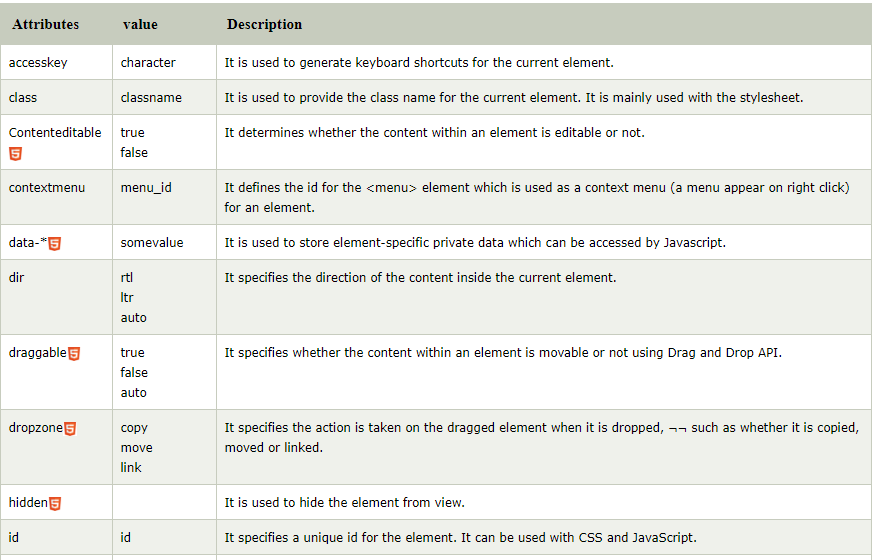 Attributes value Description
accesskey character It is used to generate keyboard shortcuts for the current element.
class classname It is used to provide the class name for the current element. It is mainly used with the stylesheet.
Contenteditable true It determines whether the content within an element is editable or not.
5 false
contextmenu menu_id It defines the id for the <menu> element which is used as a context menu (a menu appear on right click)
for an element.
data-*5 somevalue It is used to store element-specific private data which can be accessed by Javascript.
dir rtl It specifies the direction of the content inside the current element.
ltr
auto
draggable5 true It specifies whether the content within an element is movable or not using Drag and Drop API.
false
auto
dropzone5 copy It specifies the action is taken on the dragged element when it is dropped, ¬¬ such as whether it is copied,
move moved or linked.
link
hidden5 It is used to hide the element from view.
id id It specifies a unique id for the element. It can be used with CSS and JavaScript.